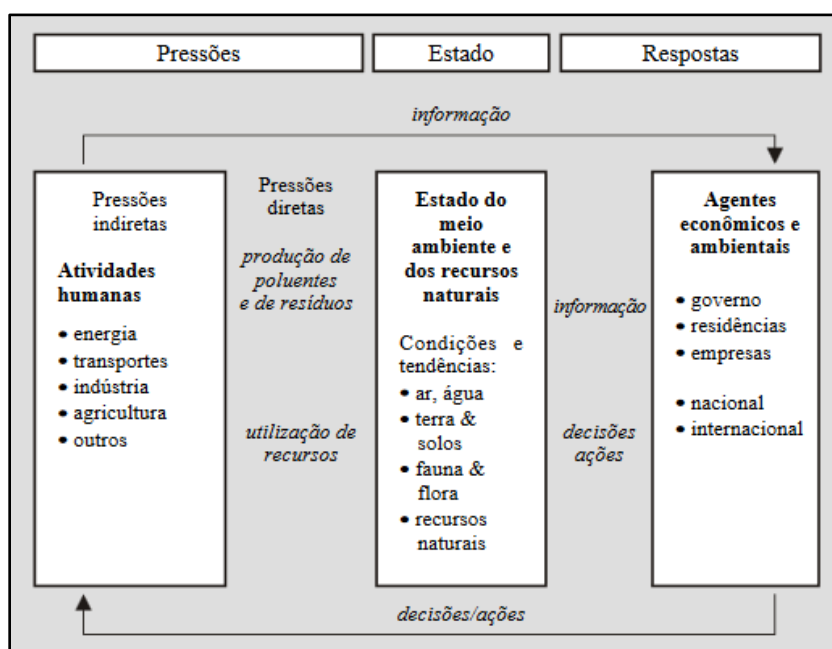 Pressões
Estado
Respostas
informação
Pressões
indiretas
Atividades
humanas
• energia
• transportes
• indústria
• agricultura
• outros
Pressões
diretas
produção de
poluentes
e de resíduos
utilização de
recursos
Estado do
meio
ambiente e
dos recursos
naturais
Condições e
tendências:
• ar, água
• terra &
solos
• fauna &
flora
• recursos
naturais
informação
decisões
ações
Agentes
econômicos e
ambientais
• governo
• residências
• empresas
• nacional
• internacional
decisões/ações